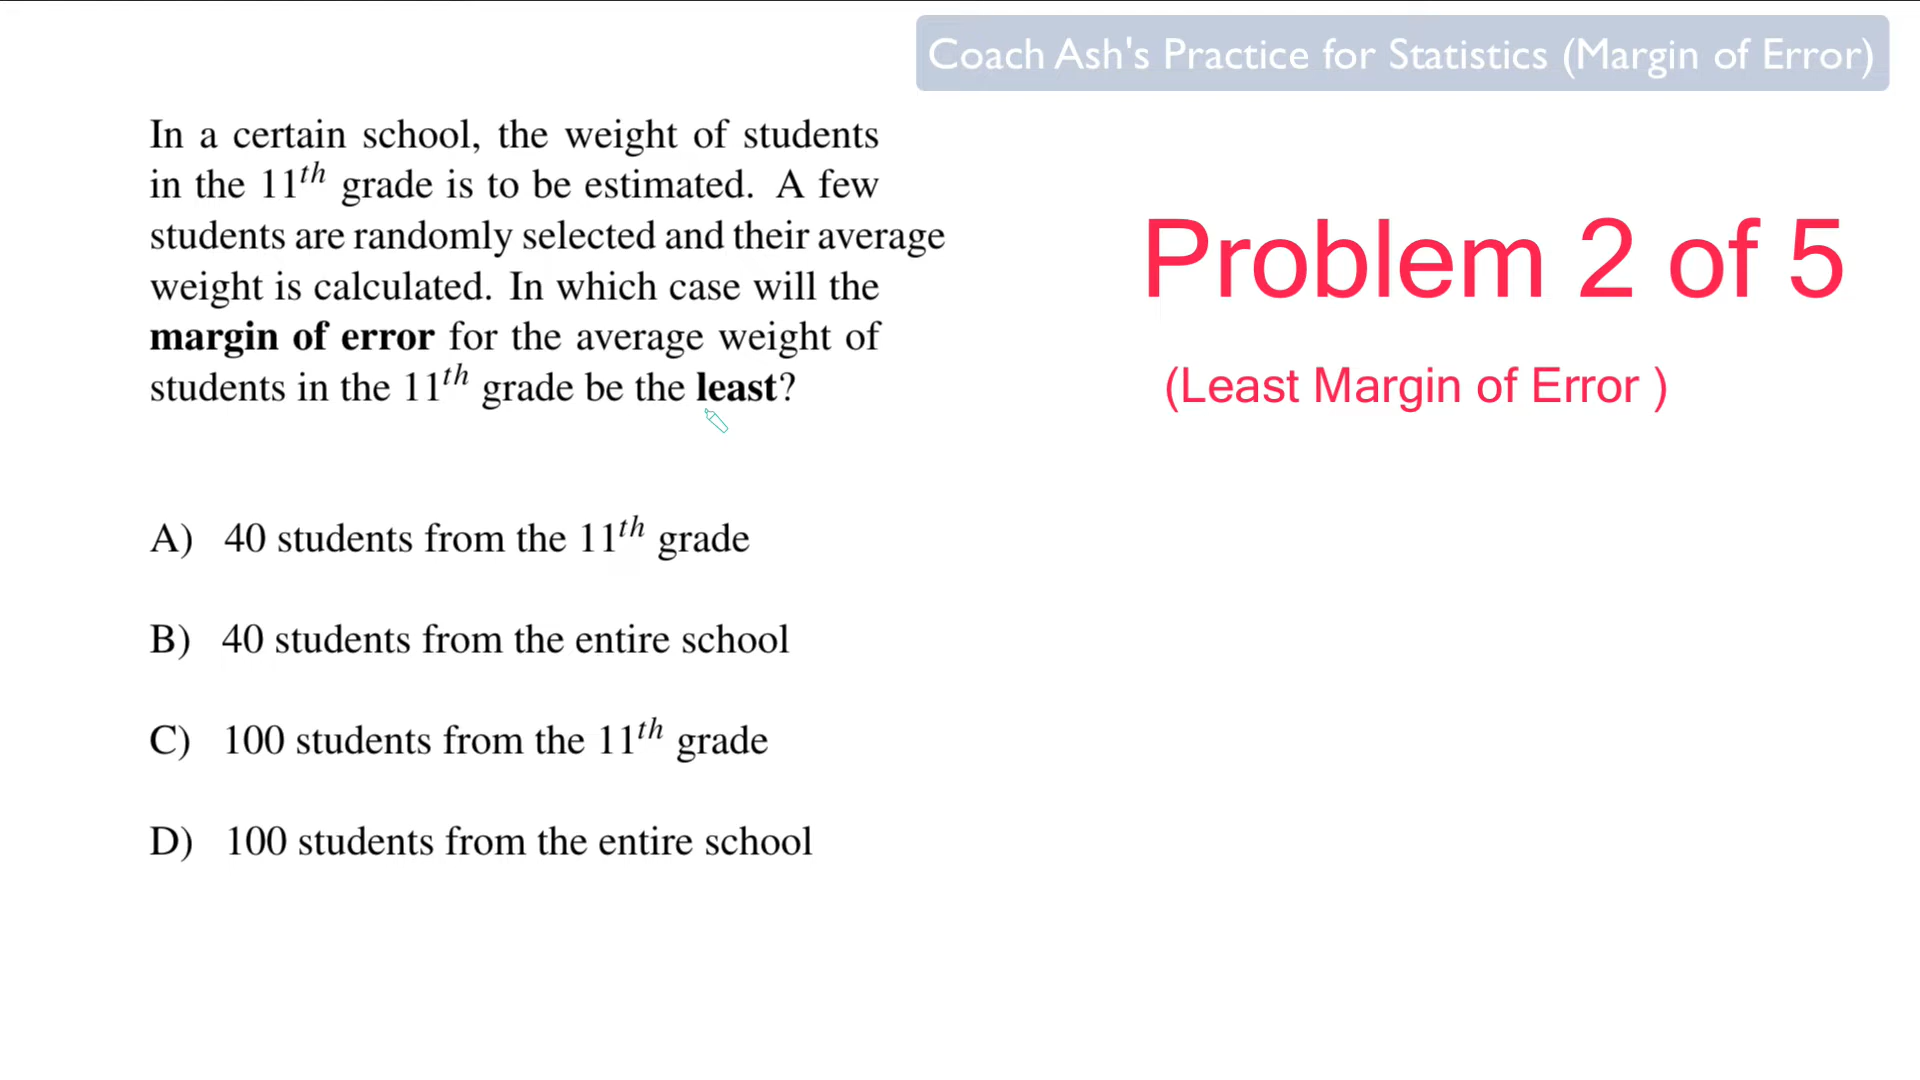 Coach Ash's Practice for Statistics (Margin of Error)
In a certain school, the weight of students
in the 11th grade is to be estimated. A few
students are randomly selected and their average
weight is calculated. In which case will the
margin of error for the average weight of
students in the 11th grade be the least?
Problem 2 of 5
(Least Margin of Error )
A) 40 students from the 11th grade
B) 40 students from the entire school
C) 100 students from the 11th grade
D) 100 students from the entire school